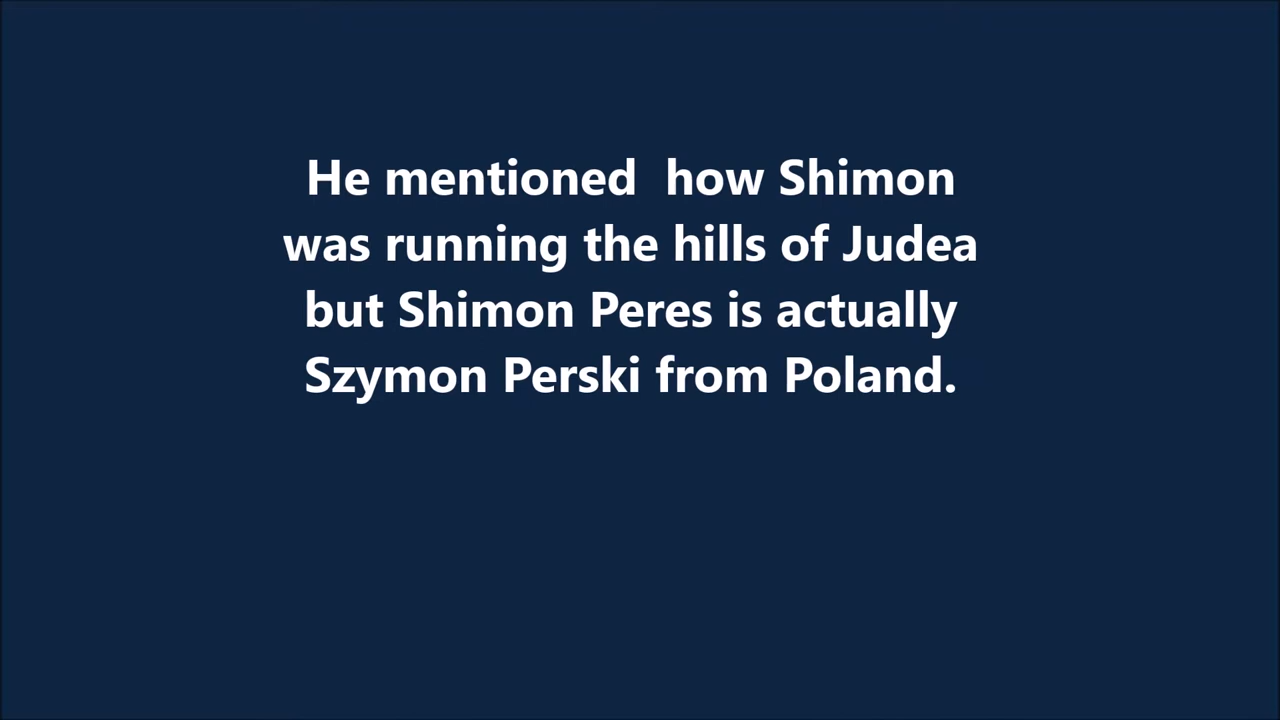 He mentioned  how Shimon
was running the hills of Judea
but Shimon Peres is actually
Szymon Perski from Poland.